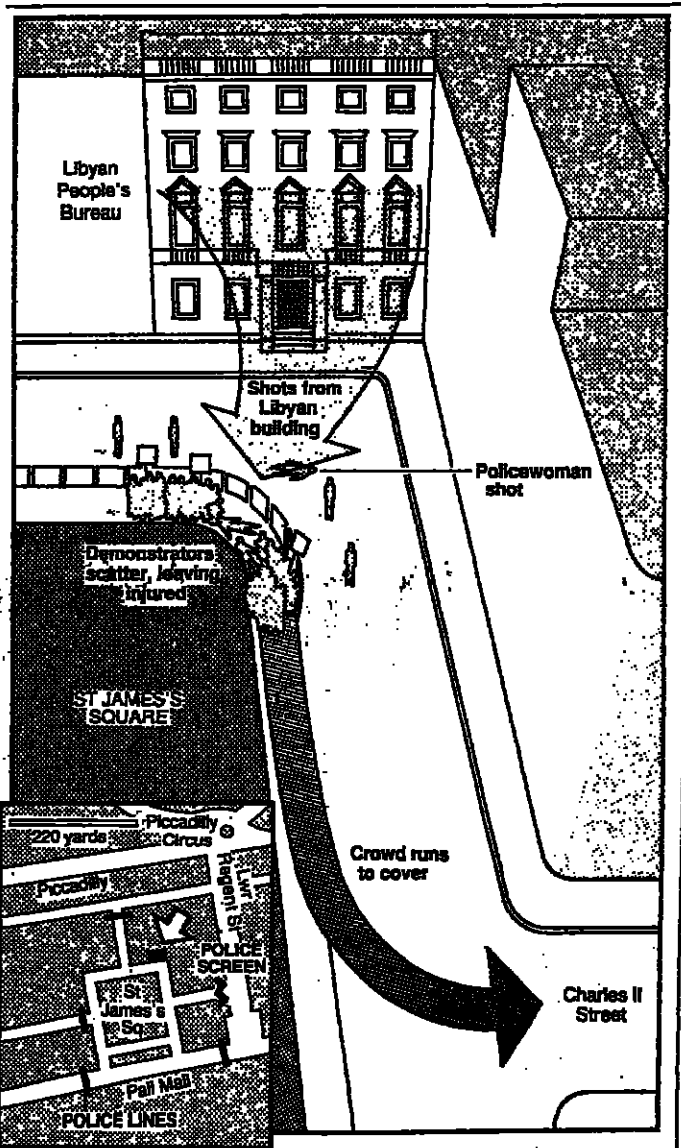 Libyan
People's
Bureau
Shots from
Libyan
building
Policewoman
shot
Demonstrators
scatter, leaving
injured
ST JAMES'S
SQUARE
Crowd runs
to cover
Charles II
Street
220 yards
Piccadilly
Circus
Piccadilly
Lwr
Regent St
POLICE
SCREEN
St
James's
Sq
Pall Mall
POLICE LINES